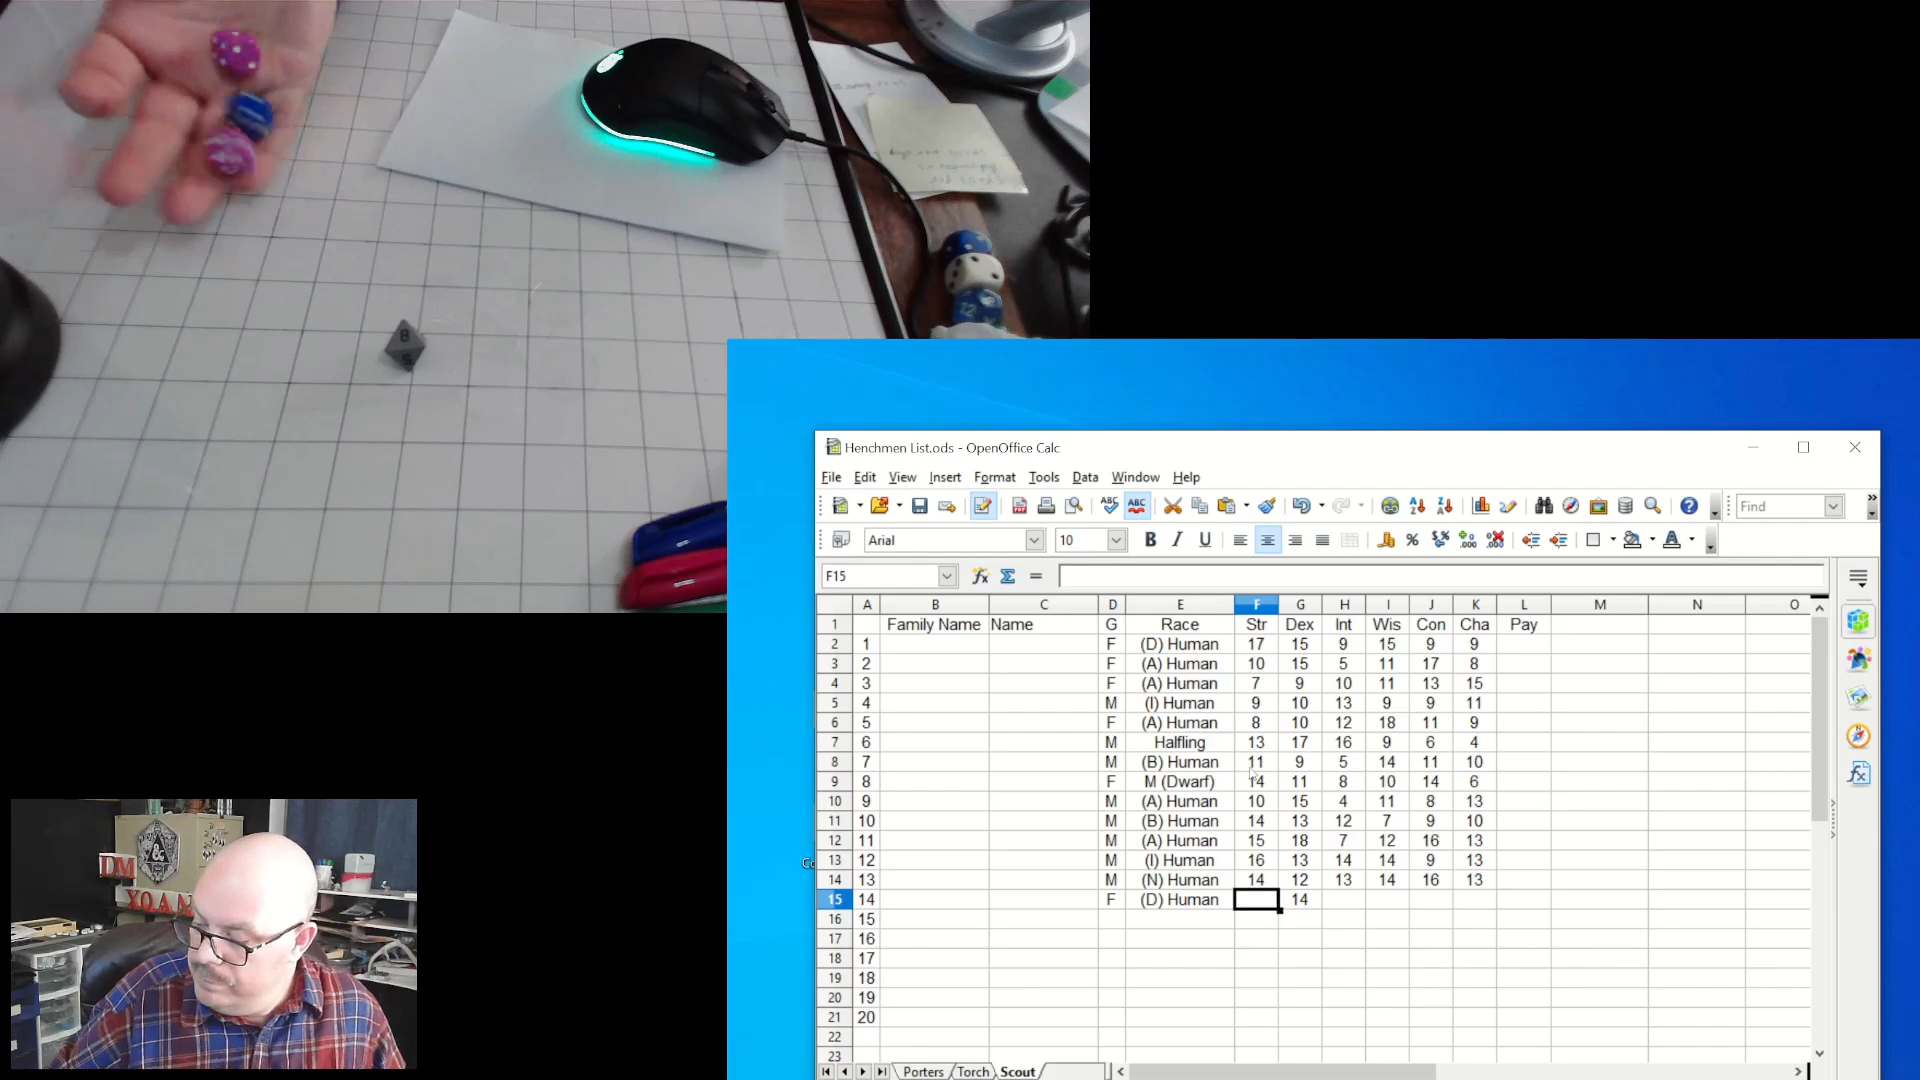 8
5
12
Henchmen List.ods - OpenOffice Calc
File Edit View Insert Format Tools Data Window Help
ABC ABC PDF Find
Arial 10 B I U
F15
A B C D E F G H I J K L M N O
1 Family Name Name G Race Str Dex Int Wis Con Cha Pay
2 1 F (D) Human 17 15 9 15 9 9
3 2 F (A) Human 10 15 5 11 17 8
4 3 F (A) Human 7 9 10 11 13 15
5 4 M (I) Human 9 10 13 9 9 11
6 5 F (A) Human 8 10 12 18 11 9
7 6 M Halfling 13 17 16 9 6 4
8 7 M (B) Human 11 9 5 14 11 10
9 8 F M (Dwarf) 14 11 8 10 14 6
10 9 M (A) Human 10 15 4 11 8 13
11 10 M (B) Human 14 13 12 7 9 10
12 11 M (A) Human 15 18 7 12 16 13
13 12 M (I) Human 16 13 14 14 9 13
14 13 M (N) Human 14 12 13 14 16 13
15 14 F (D) Human 14
16 15
17 16
18 17
19 18
20 19
21 20
22
23
Porters Torch Scout
DM
XQAN
&